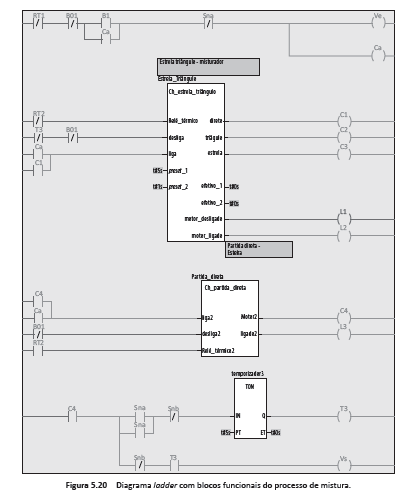 RT1 B01 B1 Sna Ve
Ca
Ca
Estrela triângulo - misturador
Estrela_Triângulo
Ch_estrela_triângulo
RT2 Relé_térmico direto C1
T3 B01 desliga triângulo C2
Ca liga estrela C3
C1
t#5s preset_1
t#1s preset_2 efetivo_1 t#0s
efetivo_2 t#0s
motor_desligado L1
motor_ligado L2
Partida direta -
Estrela
Partida_direta
Ch_partida_direta
C4
Ca liga2 Motor2 C4
B01 desliga2 ligado2 L3
RT2 Relé_térmico2
temporizador3
TON
C4 Sna Snb IN Q T3
Sna
t#5s PT ET t#0s
Snb T3 Vs
Figura 5.20 Diagrama ladder com blocos funcionais do processo de mistura.